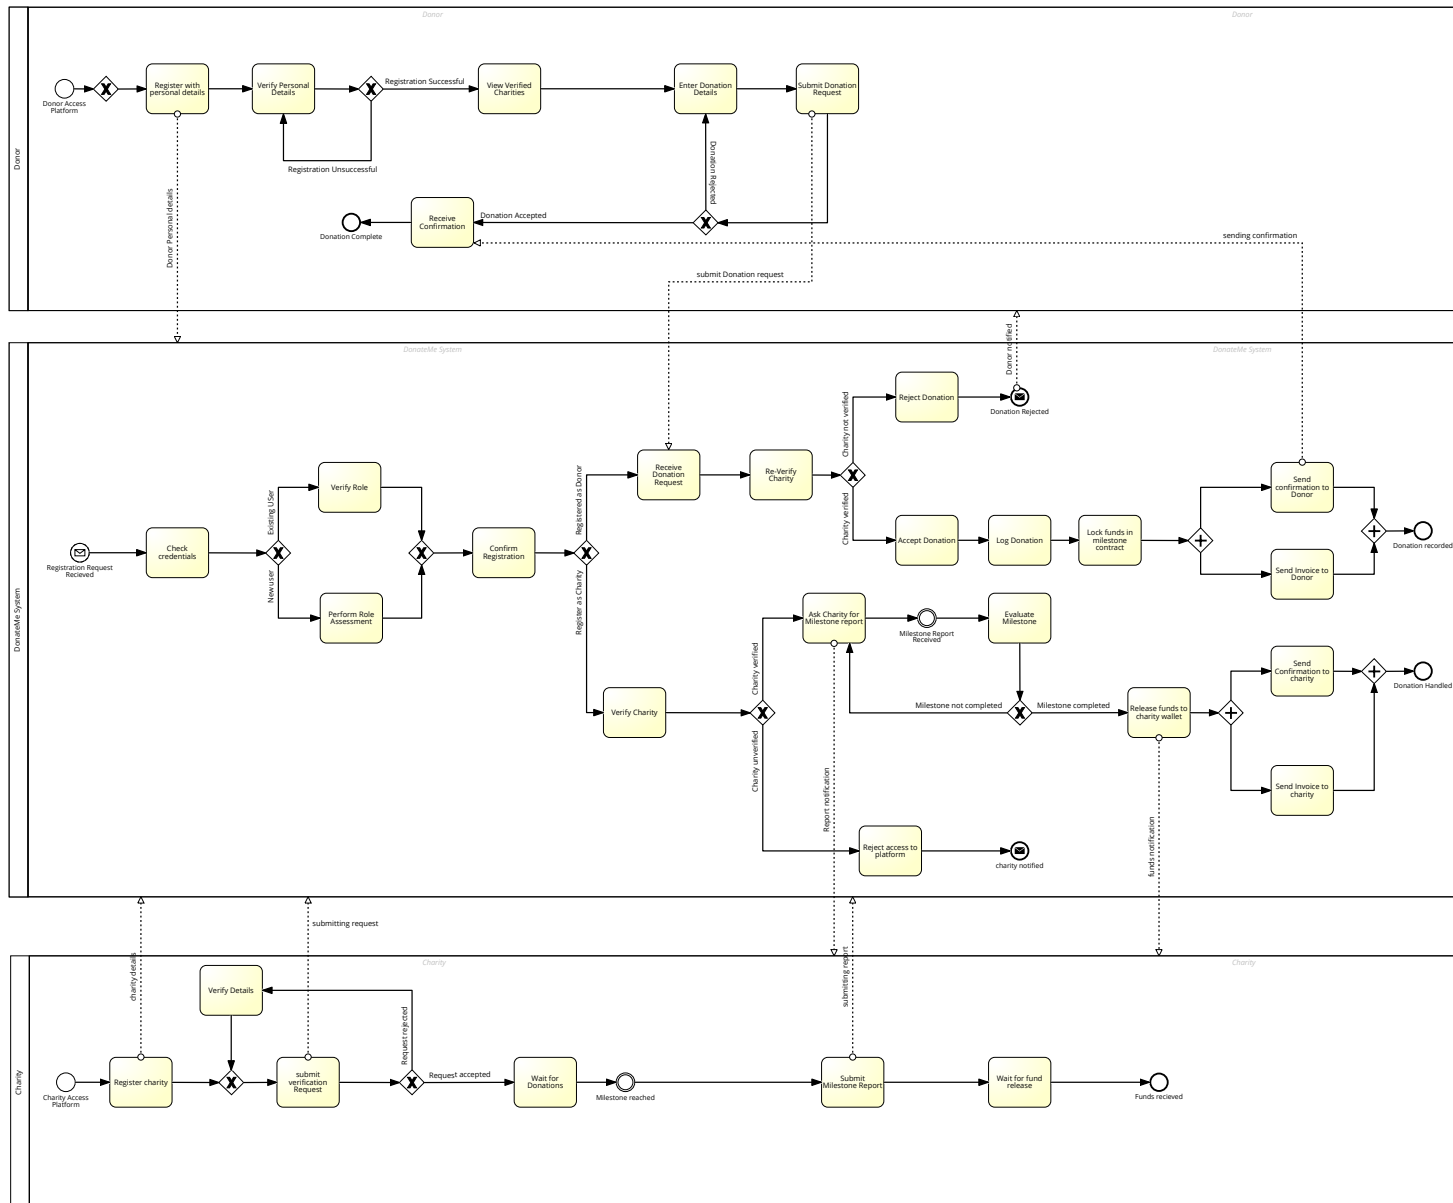 Donor
Donor
Donor
Donor Access
Platform
Register with
personal details
Verify Personal
Details
Registration Successful
View Verified
Charities
Enter Donation
Details
Submit Donation
Request
Registration Unsuccessful
Donation Rejected
Donor Personal details
Donation Complete
Receive
Confirmation
Donation Accepted
sending confirmation
submit Donation request
DonateMe System
DonateMe System
DonateMe System
Donor notified
Reject Donation
Donation Rejected
Charity not verified
Existing USer
Verify Role
Registered as Donor
Receive
Donation
Request
Re-Verify
Charity
Send
confirmation to
Donor
Registration Request
Recieved
Check
credentials
Confirm
Registration
Charity verified
Accept Donation
Log Donation
Lock funds in
milestone
contract
Donation recorded
Send Invoice to
Donor
New user
Perform Role
Assessment
Register as Charity
Ask Charity for
Milestone report
Milestone Report
Received
Evaluate
Milestone
Charity verified
Send
Confirmation to
charity
Donation Handled
Verify Charity
Milestone not completed
Milestone completed
Release funds to
charity wallet
Charity unverified
Report notification
Send Invoice to
charity
Reject access to
platform
charity notified
funds notification
submitting request
charity details
submitting report
Charity
Charity
Charity
Verify Details
Request rejected
Charity Access
Platform
Register charity
submit
verification
Request
Request accepted
Wait for
Donations
Milestone reached
Submit
Milestone Report
Wait for fund
release
Funds recieved